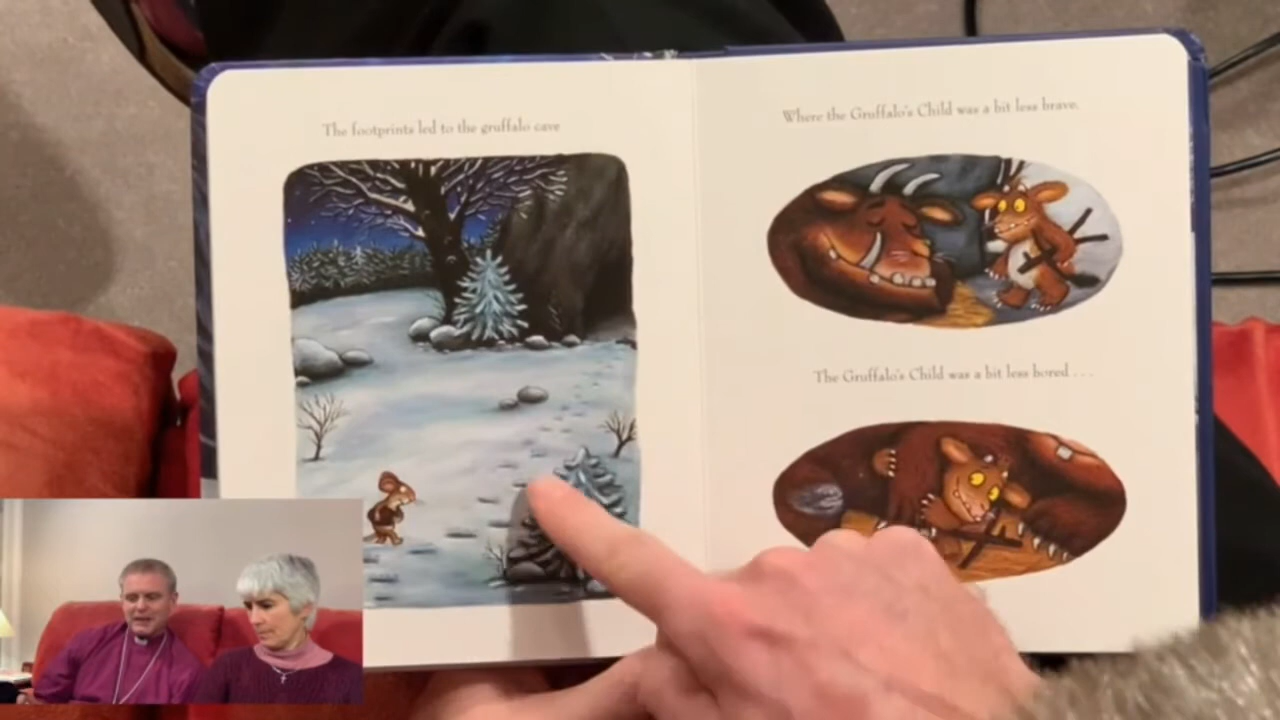 The footprints led to the gruffalo cave
Where the Gruffalo's Child was a bit less brave.
The Gruffalo's Child was a bit less bored . . .